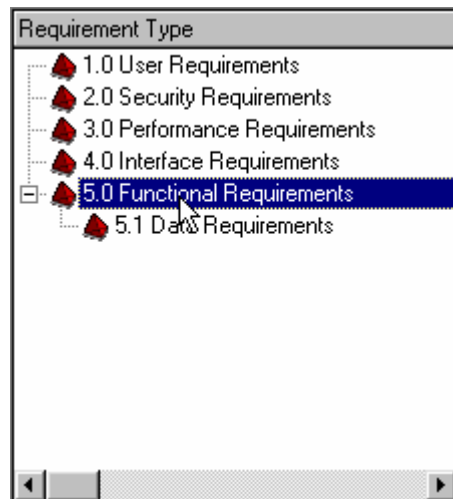 Requirement Type
1.0 User Requirements
2.0 Security Requirements
3.0 Performance Requirements
4.0 Interface Requirements
5.0 Functional Requirements
5.1 Data Requirements